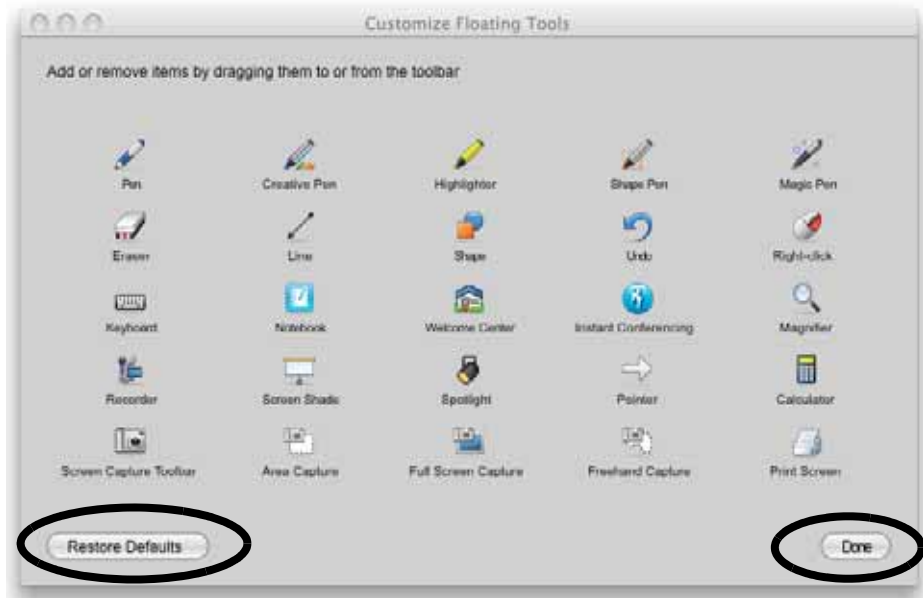 Customize Floating Tools
Add or remove items by dragging them to or from the toolbar
Pen Creative Pen Highlighter Shape Pen Magic Pen
Eraser Line Shape Undo Right-click
Keyboard Notebook Welcome Center Instant Conferencing Magnifier
Recorder Screen Shade Spotlight Pointer Calculator
Screen Capture Toolbar Area Capture Full Screen Capture Freehand Capture Print Screen
Restore Defaults Done